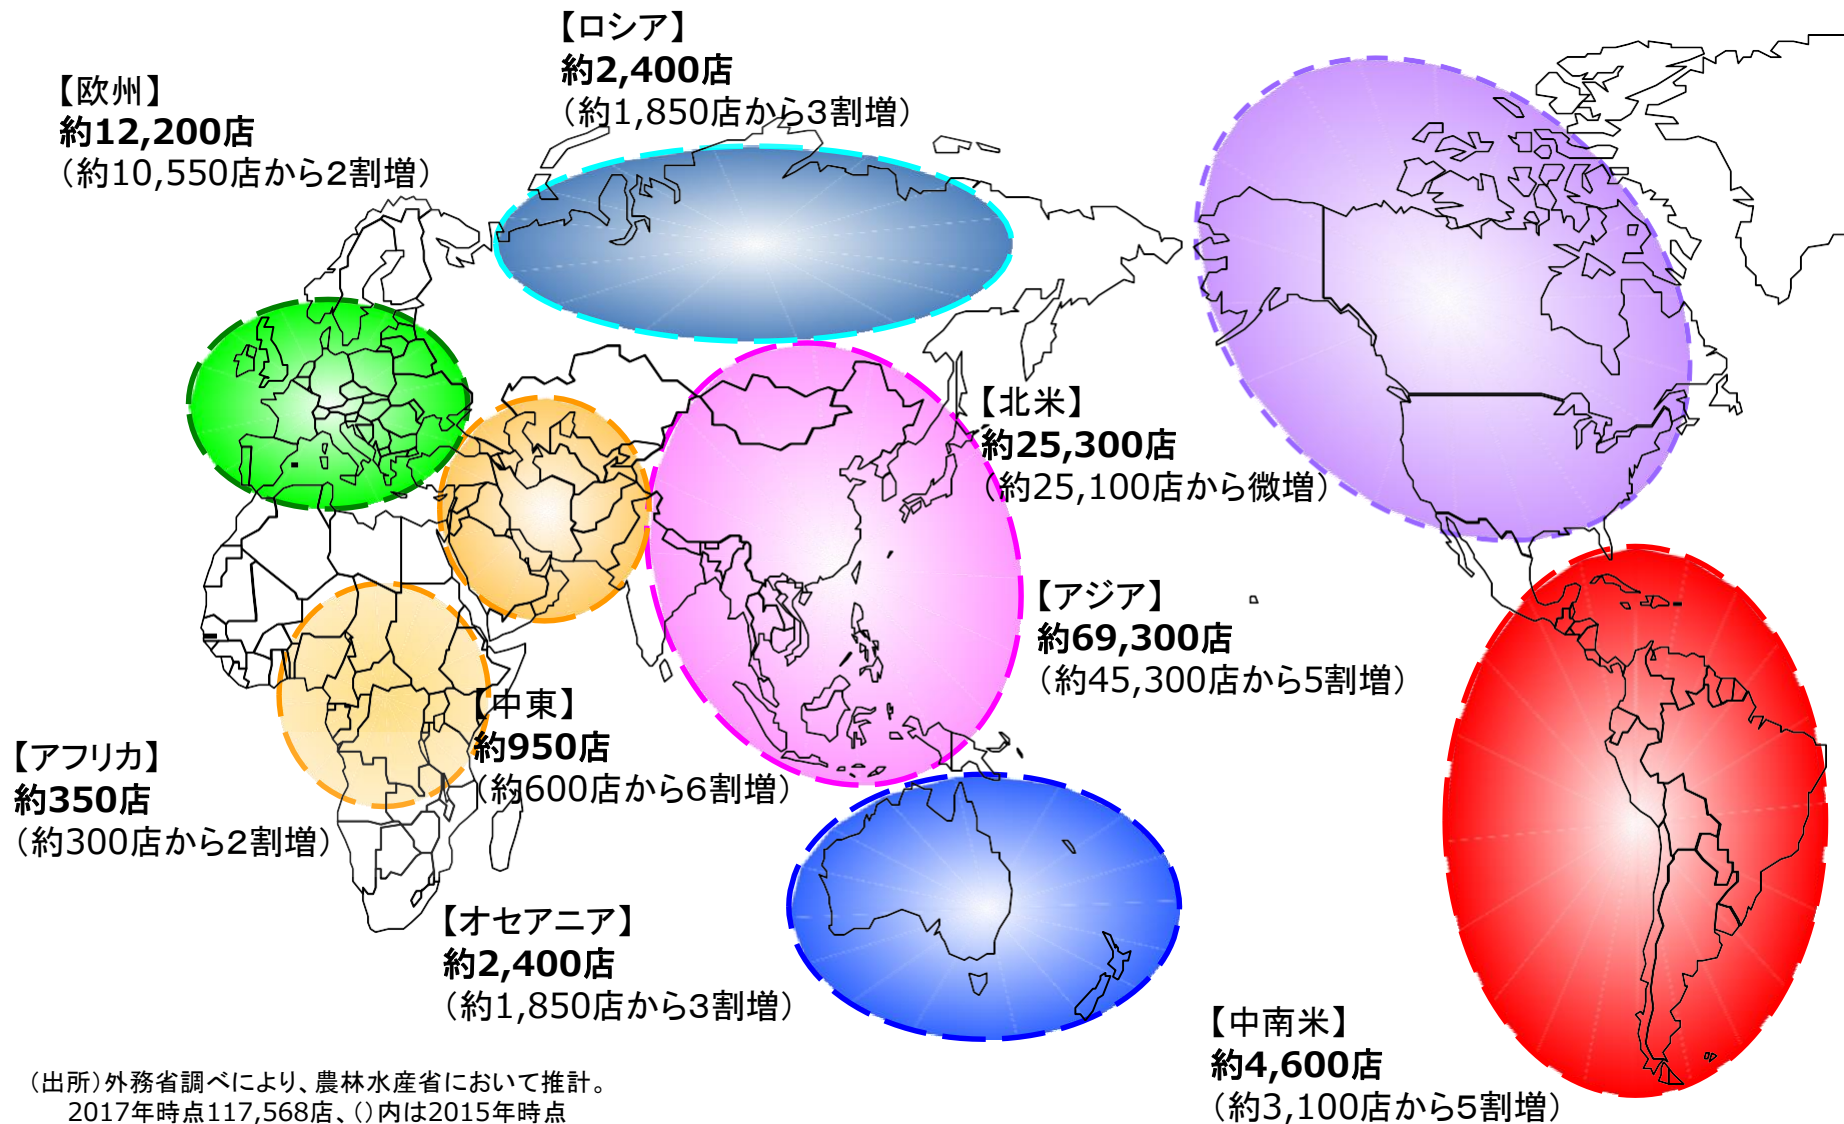 【ロシア】
約2,400店
（約1,850店から3割増）
【欧州】
約12,200店
（約10,550店から2割増）
【北米】
約25,300店
（約25,100店から微増）
【アジア】
約69,300店
（約45,300店から5割増）
【中東】
約950店
（約600店から6割増）
【アフリカ】
約350店
（約300店から2割増）
【オセアニア】
約2,400店
（約1,850店から3割増）
【中南米】
約4,600店
（約3,100店から5割増）
（出所）外務省調べにより、農林水産省において推計。
2017年時点117,568店、（）内は2015年時点